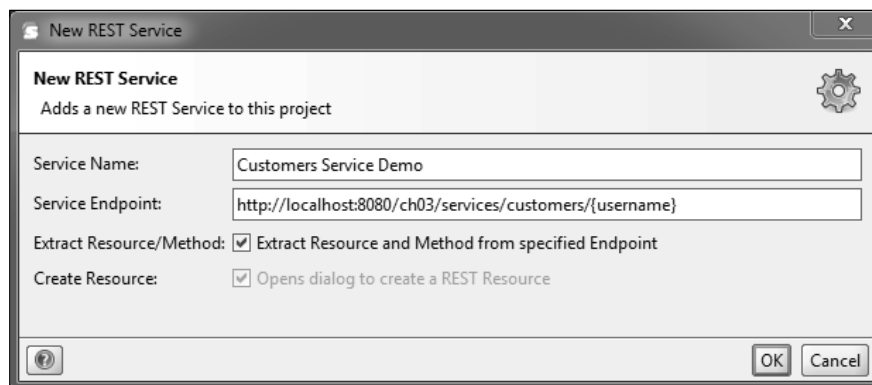 New REST Service
New REST Service
Adds a new REST Service to this project
Service Name: Customers Service Demo
Service Endpoint: http://localhost:8080/ch03/services/customers/{username}
Extract Resource/Method: Extract Resource and Method from specified Endpoint
Create Resource: Opens dialog to create a REST Resource
OK Cancel